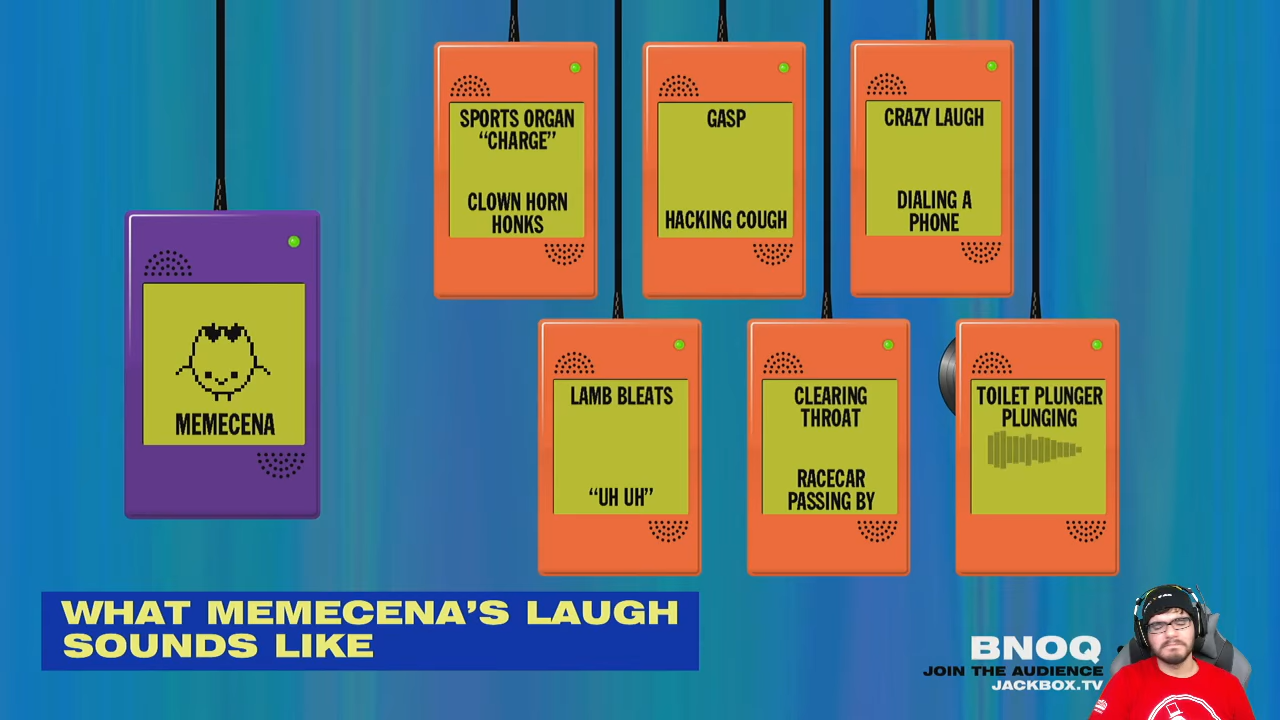 SPORTS ORGAN
“CHARGE”
CLOWN HORN
HONKS
GASP
HACKING COUGH
CRAZY LAUGH
DIALING A
PHONE
MEMECENA
LAMB BLEATS
“UH UH”
CLEARING
THROAT
RACECAR
PASSING BY
TOILET PLUNGER
PLUNGING
WHAT MEMECENA’S LAUGH
SOUNDS LIKE
BNOQ
JOIN THE AUDIENCE
JACKBOX.TV